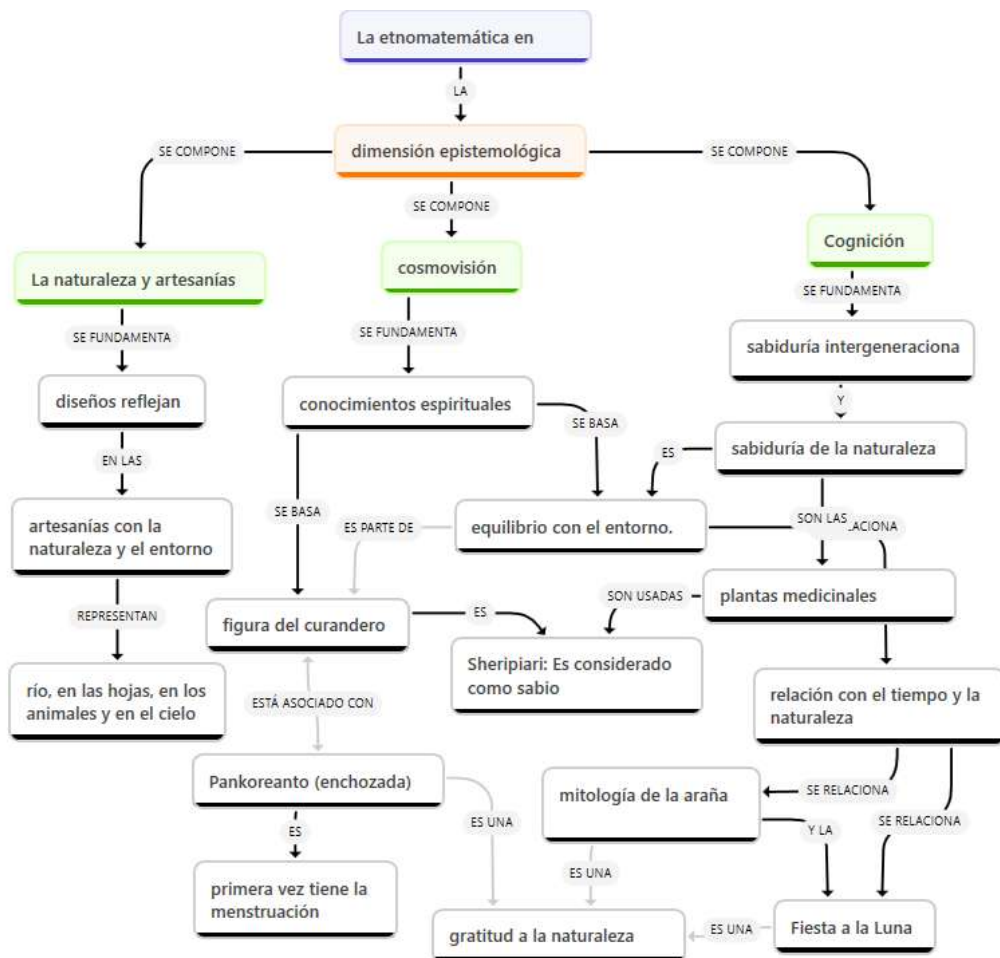 La etnomatemática en
LA
dimensión epistemológica
SE COMPONE
SE COMPONE
SE COMPONE
La naturaleza y artesanías
cosmovisión
Cognición
SE FUNDAMENTA
SE FUNDAMENTA
SE FUNDAMENTA
diseños reflejan
conocimientos espirituales
sabiduría intergeneraciona
EN LAS
SE BASA
SE BASA
Y
sabiduría de la naturaleza
ES
artesanías con la
naturaleza y el entorno
ES PARTE DE
equilibrio con el entorno.
SON LAS
LACIONA
REPRESENTAN
figura del curandero
ES
SON USADAS
plantas medicinales
río, en las hojas, en los
animales y en el cielo
Sheripiari: Es considerado
como sabio
relación con el tiempo y la
naturaleza
ESTÁ ASOCIADO CON
Pankoreanto (enchozada)
mitología de la araña
SE RELACIONA
SE RELACIONA
ES
ES UNA
Y LA
ES UNA
primera vez tiene la
menstruación
gratitud a la naturaleza
ES UNA
Fiesta a la Luna